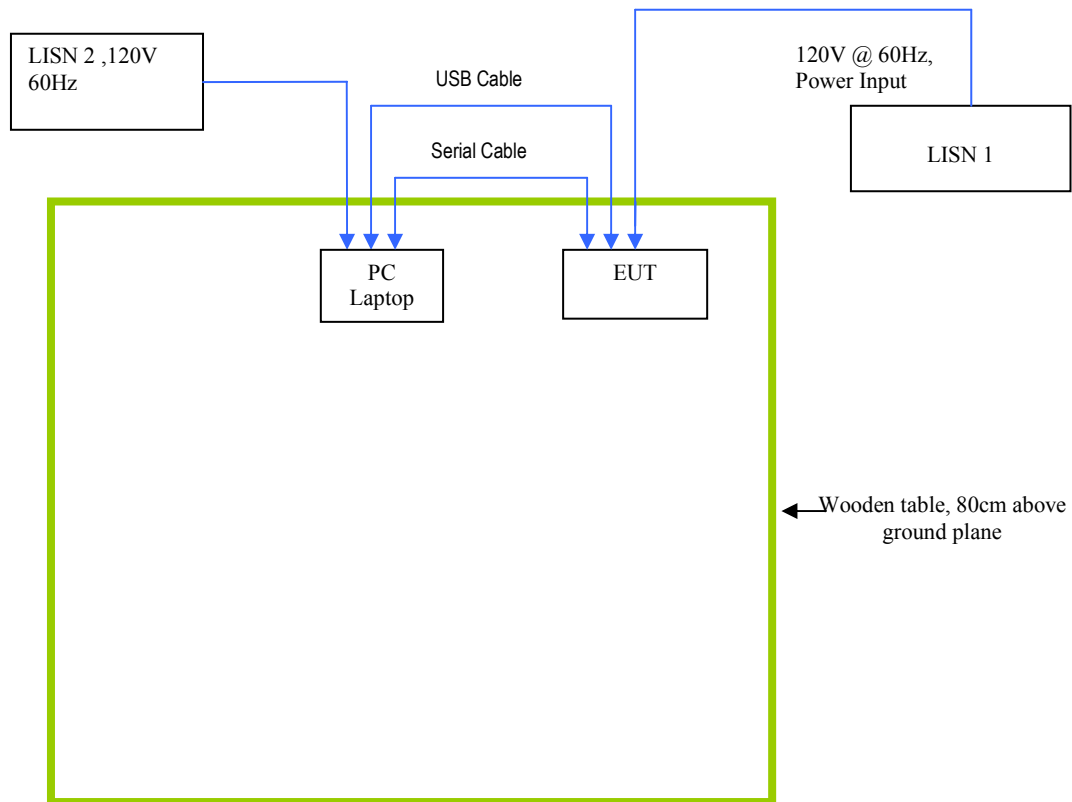 LISN 2 ,120V
60Hz
USB Cable
120V @ 60Hz,
Power Input
Serial Cable
LISN 1
PC
Laptop
EUT
Wooden table, 80cm above
ground plane